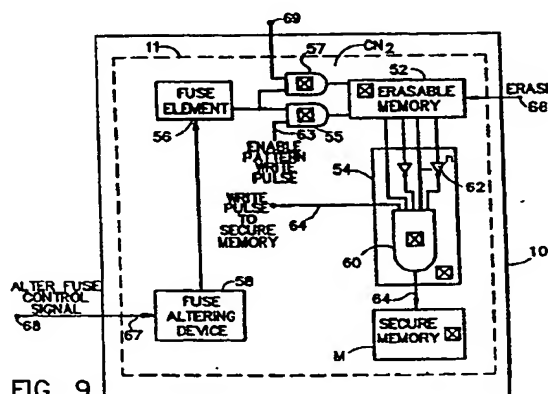 69
11
57
CN2
52
FUSE
ELEMENT
56
ERASABLE
MEMORY
ERASE
66
63
55
ENABLE
PATTERN
WRITE
PULSE
54
62
WRITE PULSE
TO
SECURE
MEMORY
64
60
10
ALTER FUSE
CONTROL
SIGNAL
68
67
58
FUSE
ALTERING
DEVICE
64
SECURE
MEMORY
M
FIG. 9